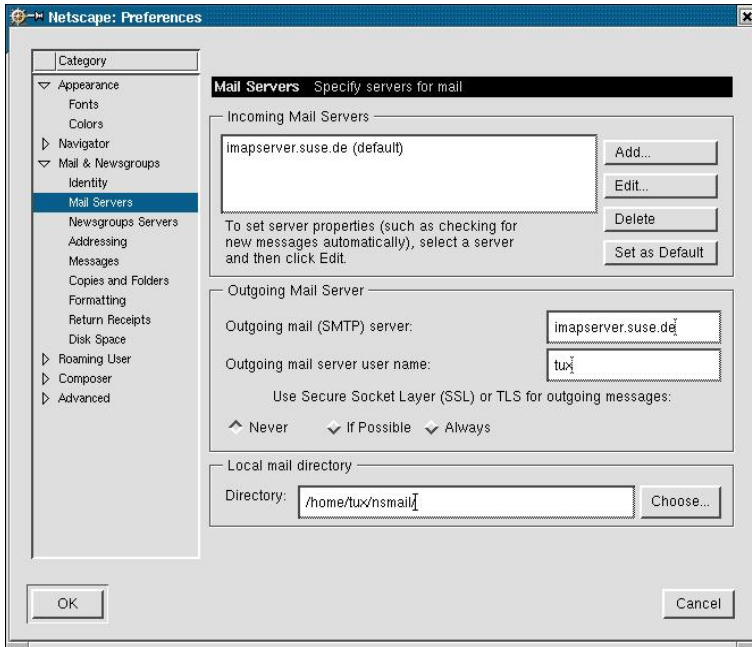 Netscape: Preferences
Category
Appearance
Fonts
Colors
Navigator
Mail & Newsgroups
Identity
Mail Servers
Newsgroups Servers
Addressing
Messages
Copies and Folders
Formatting
Return Receipts
Disk Space
Roaming User
Composer
Advanced
Mail Servers Specify servers for mail
Incoming Mail Servers
imapserver.suse.de (default)
Add...
Edit...
Delete
Set as Default
To set server properties (such as checking for
new messages automatically), select a server
and then click Edit.
Outgoing Mail Server
Outgoing mail (SMTP) server: imapserver.suse.de
Outgoing mail server user name: tux
Use Secure Socket Layer (SSL) or TLS for outgoing messages:
Never If Possible Always
Local mail directory
Directory: /home/tux/nsmail/ Choose...
OK Cancel